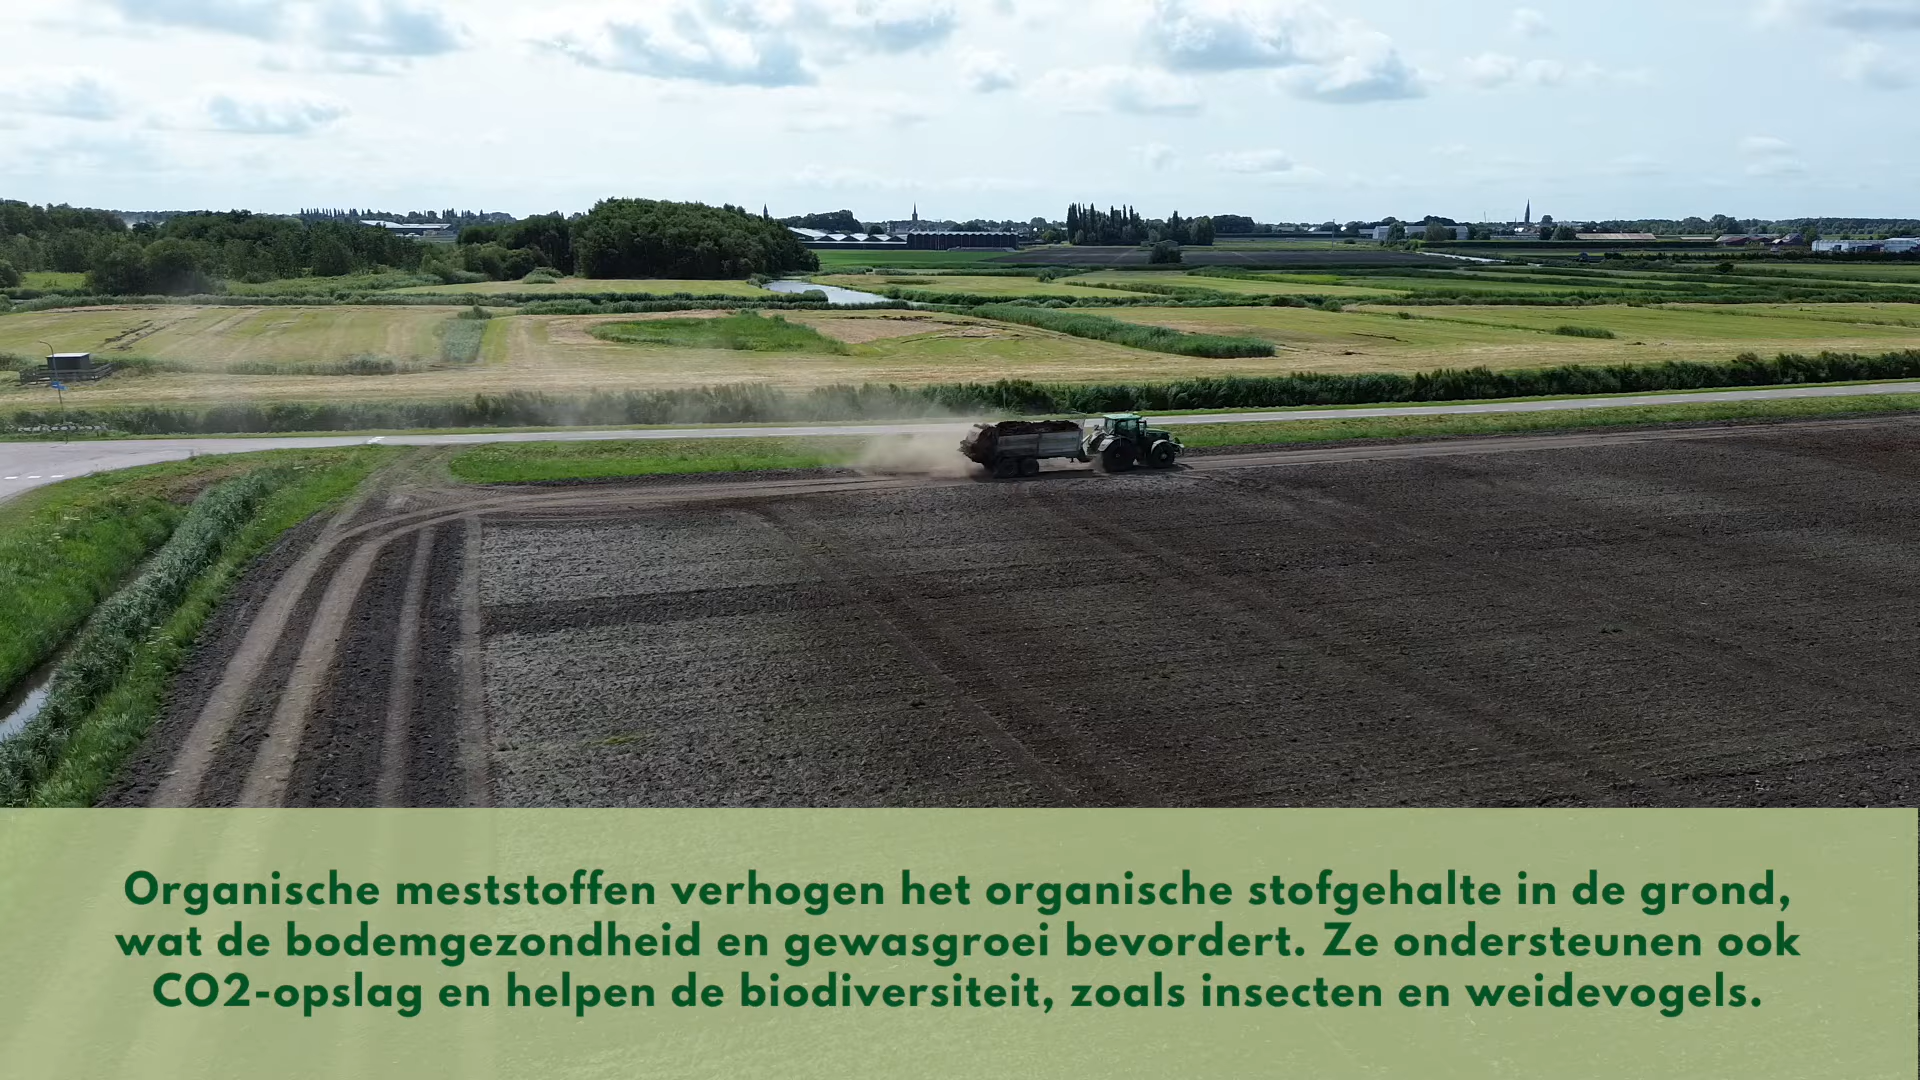 Organische meststoffen verhogen het organische stofgehalte in de grond,
wat de bodemgezondheid en gewasgroei bevordert. Ze ondersteunen ook
CO2-opslag en helpen de biodiversiteit, zoals insecten en weidevogels.